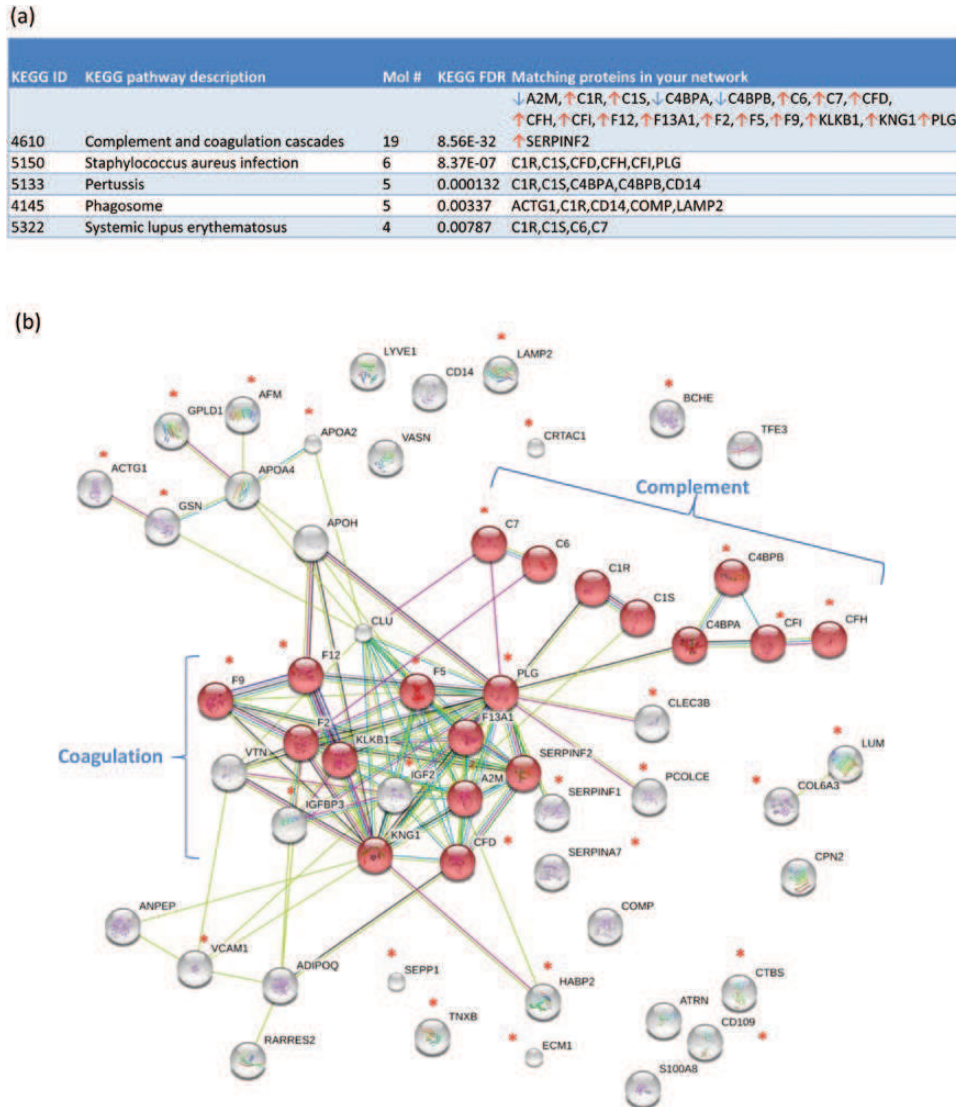 (a)
KEGG ID KEGG pathway description Mol # KEGG FDR Matching proteins in your network
↓A2M,↑C1R,↑C1S,↓C4BPA,↓C4BPB,↑C6,↑C7,↑CFD,
↑CFH,↑CFI,↑F12,↑F13A1,↑F2,↑F5,↑F9,↑KLKB1,↑KNG1↑PLG
4610 Complement and coagulation cascades 19 8.56E-32 ↑SERPINF2
5150 Staphylococcus aureus infection 6 8.37E-07 C1R,C1S,CFD,CFH,CFI,PLG
5133 Pertussis 5 0.000132 C1R,C1S,C4BPA,C4BPB,CD14
4145 Phagosome 5 0.00337 ACTG1,C1R,CD14,COMP,LAMP2
5322 Systemic lupus erythematosus 4 0.00787 C1R,C1S,C6,C7
(b)
LYVE1
CD14
* LAMP2
* GPLD1
* AFM
* APOA2
VASN
* CRTAC1
* BCHE
TFE3
* ACTG1
* GSN
APOA4
APOH
Complement
* C7
C6
C1R
C1S
* C4BPB
C4BPA
* CFI
* CFH
CLU
* F9
* F12
* F5
* PLG
F2
F13A1
* CLEC3B
Coagulation
VTN
KLKB1
SERPINF2
* LUM
* IGF2
A2M
* IGFBP3
* SERPINF1
* PCOLCE
* COL6A3
KNG1
CFD *
SERPINA7 *
CPN2
ANPEP
COMP
* VCAM1
ADIPOQ
* SEPP1
* HABP2
* CTBS
* TNXB
ATRN
RARRES2
* ECM1
CD109 *
S100A8